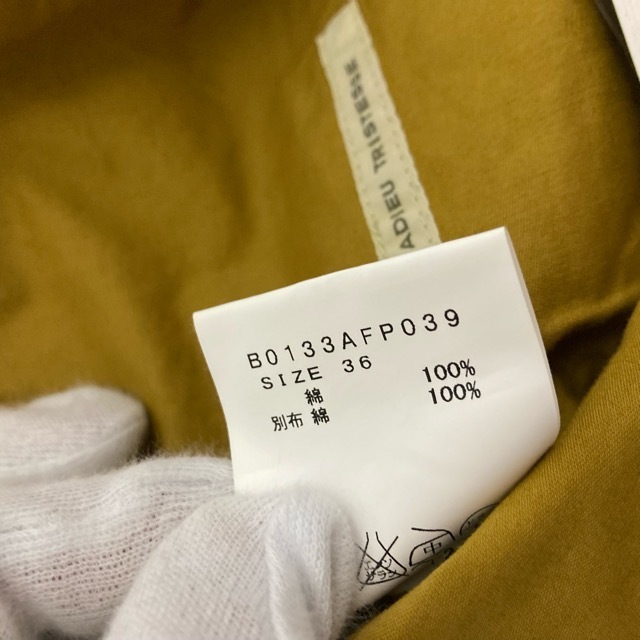 ADIEU TRISTESSE
B0133AFP039
SIZE 36
綿 100%
別布 綿 100%